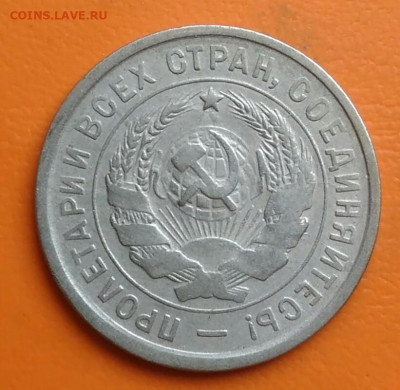 COINS.LAVE.RU
ПРОЛЕТАРИИ ВСЕХ СТРАН, СОЕДИНЯЙТЕСЬ! —